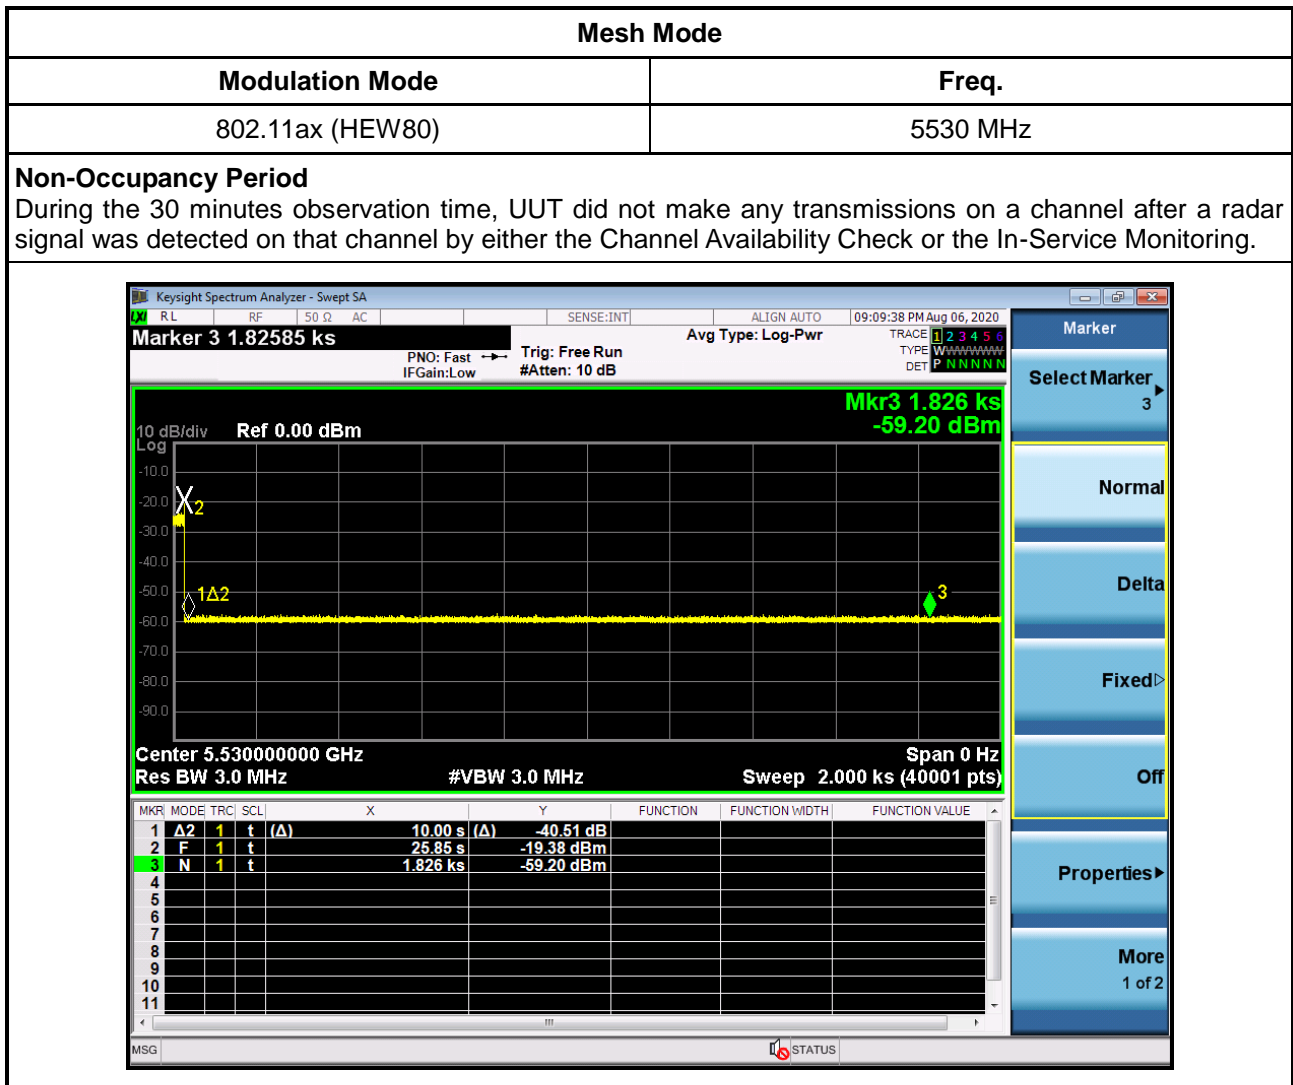 Mesh Mode
Modulation Mode Freq.
802.11ax (HEW80) 5530 MHz
Non-Occupancy Period
During the 30 minutes observation time, UUT did not make any transmissions on a channel after a radar
signal was detected on that channel by either the Channel Availability Check or the In-Service Monitoring.
Keysight Spectrum Analyzer - Swept SA
LXI RL RF 50 Ω AC SENSE:INT ALIGN AUTO 09:09:38 PM Aug 06, 2020
Marker 3 1.82585 ks
PNO: Fast
IFGain:Low
Trig: Free Run
#Atten: 10 dB
Avg Type: Log-Pwr
TRACE 1 2 3 4 5 6
TYPE WWWWWW
DET P N N N N N
Mkr3 1.826 ks
-59.20 dBm
10 dB/div Ref 0.00 dBm
Log
-10.0
-20.0
-30.0
-40.0
-50.0
-60.0
-70.0
-80.0
-90.0
2
1Δ2
3
Center 5.530000000 GHz Span 0 Hz
Res BW 3.0 MHz #VBW 3.0 MHz Sweep 2.000 ks (40001 pts)
MKR MODE TRC SCL X Y FUNCTION FUNCTION WIDTH FUNCTION VALUE
1 Δ2 1 t (Δ) 10.00 s (Δ) -40.51 dB
2 F 1 t 25.85 s -19.38 dBm
3 N 1 t 1.826 ks -59.20 dBm
4
5
6
7
8
9
10
11
MSG STATUS
Marker
Select Marker
3
Normal
Delta
Fixed
Off
Properties
More
1 of 2